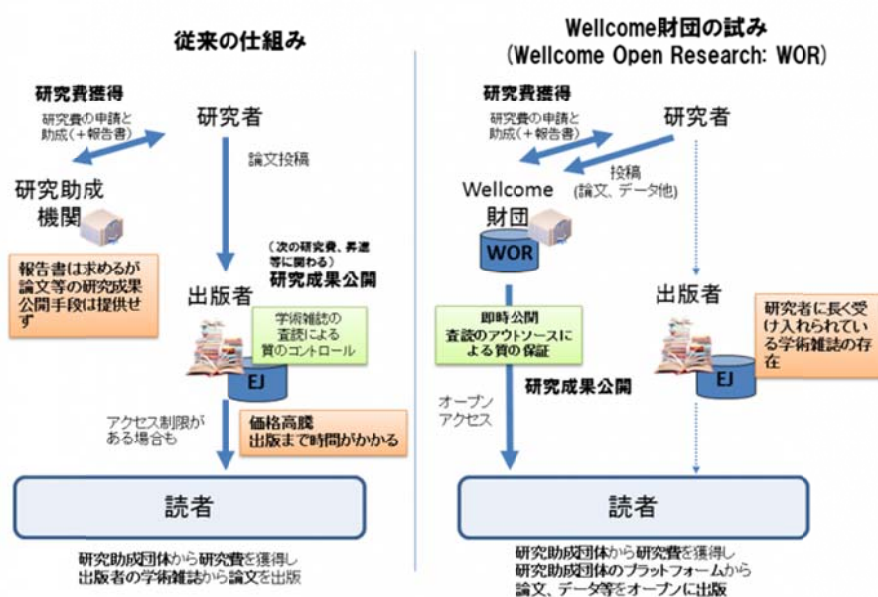 従来の仕組み
研究費獲得
研究費の申請と
助成(+報告書)
研究者
論文投稿
研究助成
機関
報告書は求めるが
論文等の研究成果
公開手段は提供せ
ず
(次の研究費、昇進
等に関わる)
研究成果公開
出版者
学術雑誌の
査読による
質のコントロール
EJ
アクセス制限が
ある場合も
価格高騰
出版まで時間がかかる
読者
研究助成団体から研究費を獲得し
出版者の学術雑誌から論文を出版
Wellcome財団の試み
(Wellcome Open Research: WOR)
研究費獲得
研究費の申請と
助成(+報告書)
研究者
投稿
(論文、データ他)
Wellcome
財団
WOR
即時公開
査読のアウトソースに
よる質の保証
研究成果公開
オープン
アクセス
出版者
EJ
研究者に長く受
け入れられてい
る学術雑誌の存
在
読者
研究助成団体から研究費を獲得し
研究助成団体のプラットフォームから
論文、データ等をオープンに出版